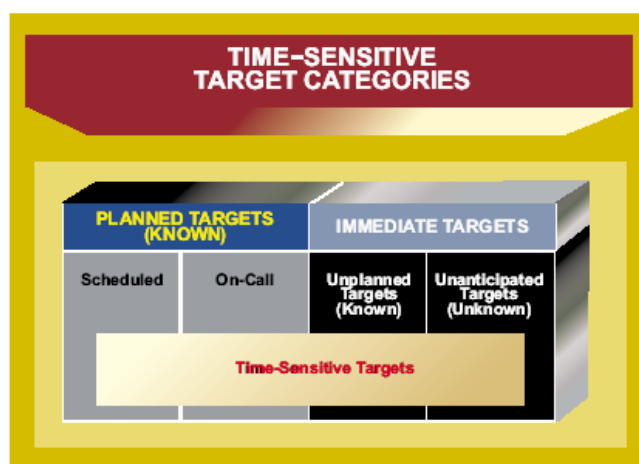 TIME-SENSITIVE
TARGET CATEGORIES
PLANNED TARGETS
(KNOWN)
IMMEDIATE TARGETS
Scheduled
On-Call
Unplanned
Targets
(Known)
Unanticipated
Targets
(Unknown)
Time-Sensitive Targets